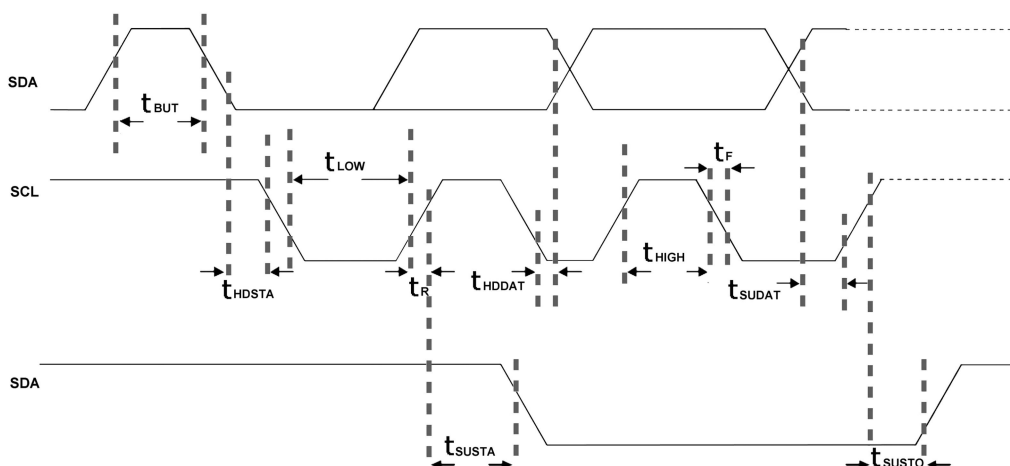 SDA
tBUT
tLOW
tF
SCL
tHDSTA
tR
tHDDAT
tHIGH
tSUDAT
SDA
tSUSTA
tSUSTO